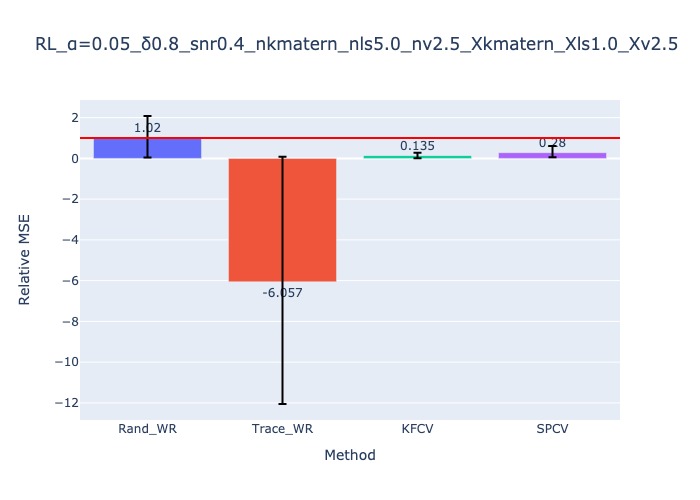 RL_α=0.05_δ0.8_snr0.4_nkmatern_nls5.0_nv2.5_Xkmatern_Xls1.0_Xv2.5
2
0
−2
−4
−6
−8
−10
−12
Relative MSE
1.02
-6.057
0.135
0.28
Rand_WR
Trace_WR
KFCV
SPCV
Method